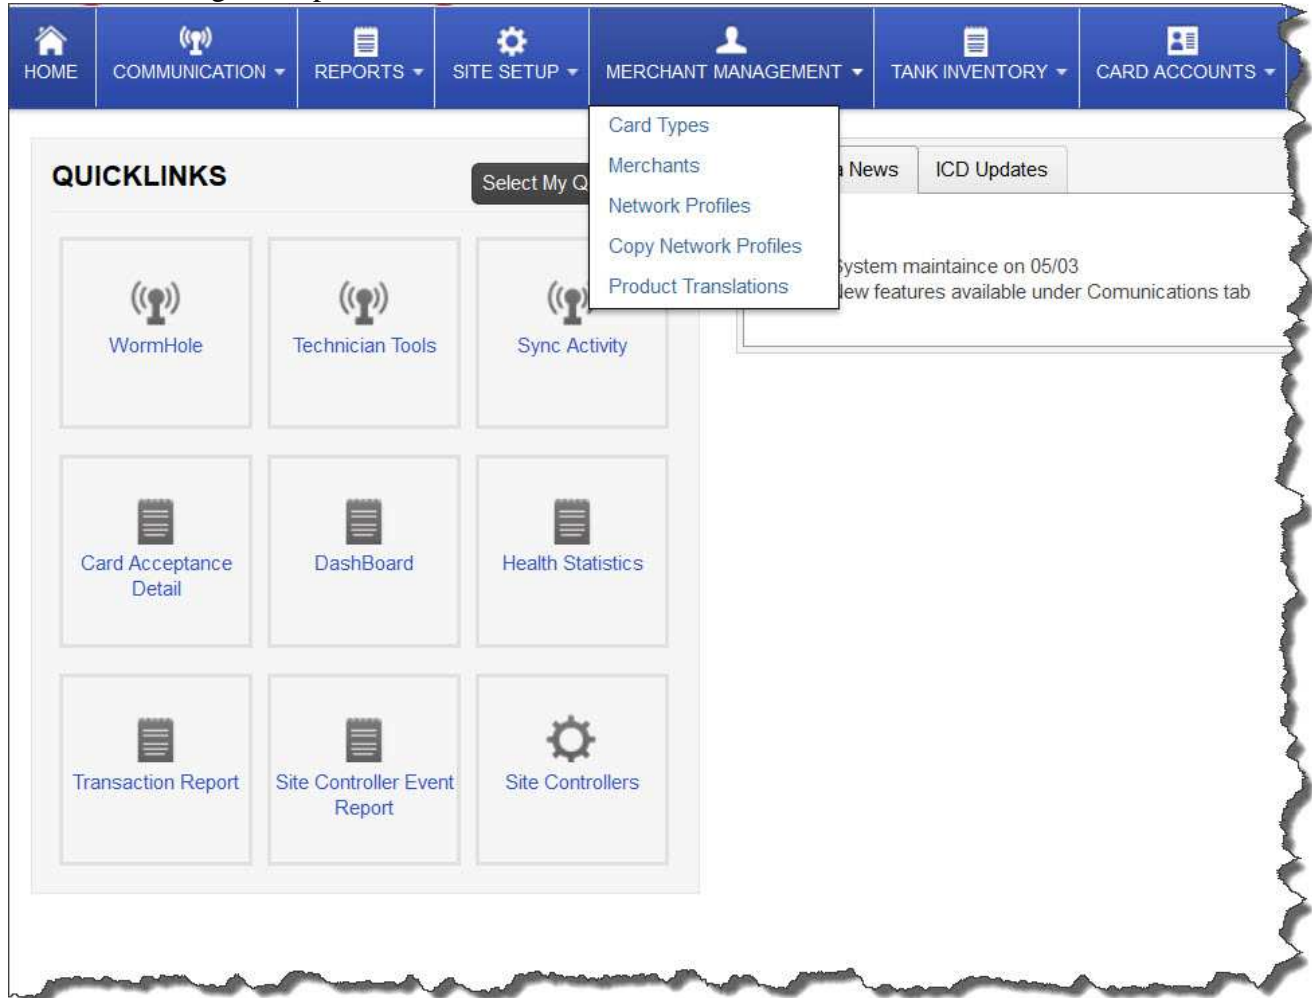 HOME
COMMUNICATION
REPORTS
SITE SETUP
MERCHANT MANAGEMENT
TANK INVENTORY
CARD ACCOUNTS
Card Types
Merchants
Network Profiles
Copy Network Profiles
Product Translations
QUICKLINKS
Select My
News
ICD Updates
maintaince on 05/03
features available under Comunications tab
WormHole
Technician Tools
Sync Activity
Card Acceptance
Detail
DashBoard
Health Statistics
Transaction Report
Site Controller Event
Report
Site Controllers